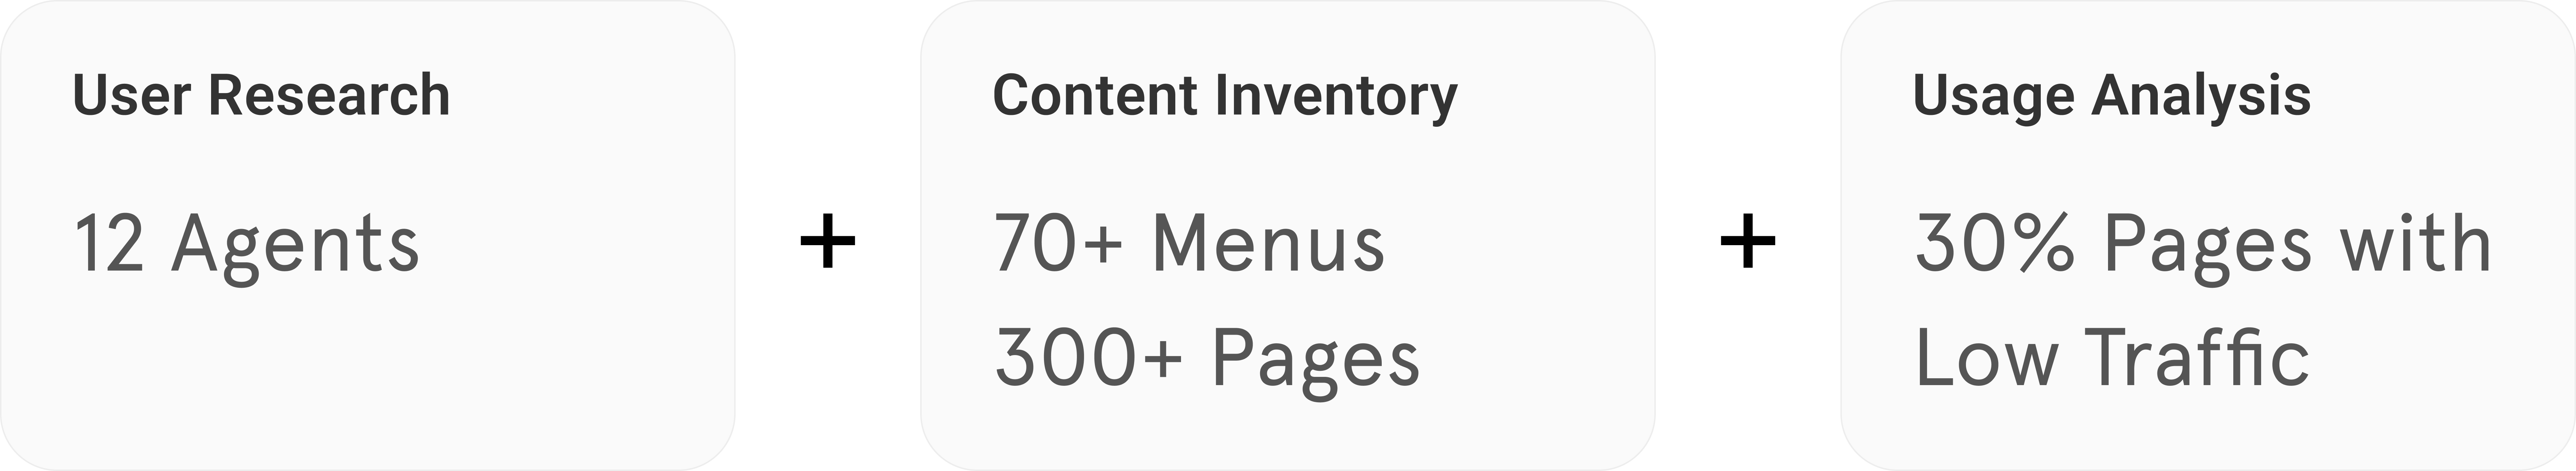 User Research
12 Agents
+
Content Inventory
70+ Menus
300+ Pages
+
Usage Analysis
30% Pages with
Low Traffic